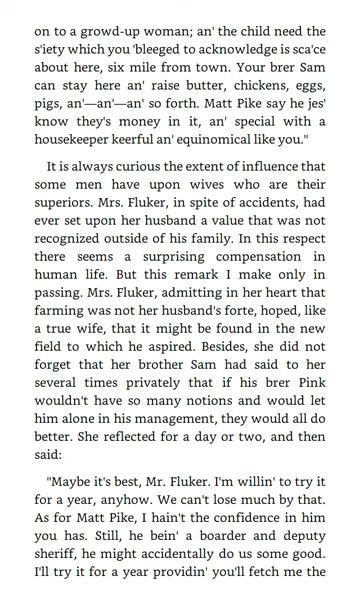 on to a growd-up woman; an' the child need the
s'iety which you 'bleeged to acknowledge is sca'ce
about here, six mile from town. Your brer Sam
can stay here an' raise butter, chickens, eggs,
pigs, an'—an'—an' so forth. Matt Pike say he jes'
know they's money in it, an' special with a
housekeeper keerful an' equinomical like you."
It is always curious the extent of influence that
some men have upon wives who are their
superiors. Mrs. Fluker, in spite of accidents, had
ever set upon her husband a value that was not
recognized outside of his family. In this respect
there seems a surprising compensation in
human life. But this remark I make only in
passing. Mrs. Fluker, admitting in her heart that
farming was not her husband's forte, hoped, like
a true wife, that it might be found in the new
field to which he aspired. Besides, she did not
forget that her brother Sam had said to her
several times privately that if his brer Pink
wouldn't have so many notions and would let
him alone in his management, they would all do
better. She reflected for a day or two, and then
said:
"Maybe it's best, Mr. Fluker. I'm willin' to try it
for a year, anyhow. We can't lose much by that.
As for Matt Pike, I hain't the confidence in him
you has. Still, he bein' a boarder and deputy
sheriff, he might accidentally do us some good.
I'll try it for a year providin' you'll fetch me the